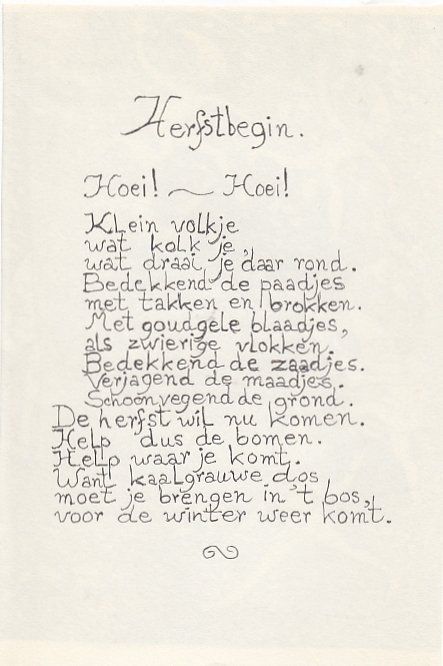 Herfstbegin.
Hoei! ~ Hoei!
Klein volkje
wat kolk je,
wat draai je daar rond.
Bedekkend de paadjes
met takken en brokken.
Met goudgele blaadjes,
als zwierige vlokken.
Bedekkend de zaadjes.
Verjagend de maadjes.
Schoonvegend de grond.
De herfst wil nu komen.
Help dus de bomen.
Help waar je komt.
Want kaalgrauwe dos
moet je brengen in 't bos,
voor de winter weer komt.